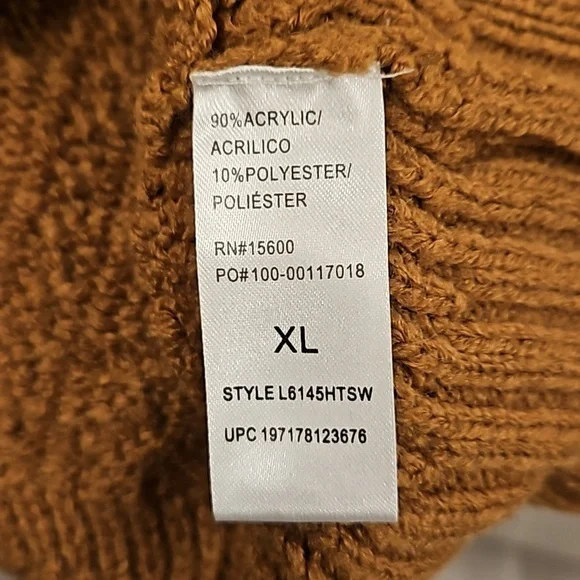 90%ACRYLIC/
ACRILICO
10%POLYESTER/
POLIÉSTER
RN#15600
PO#100-00117018
XL
STYLE L6145HTSW
UPC 197178123676